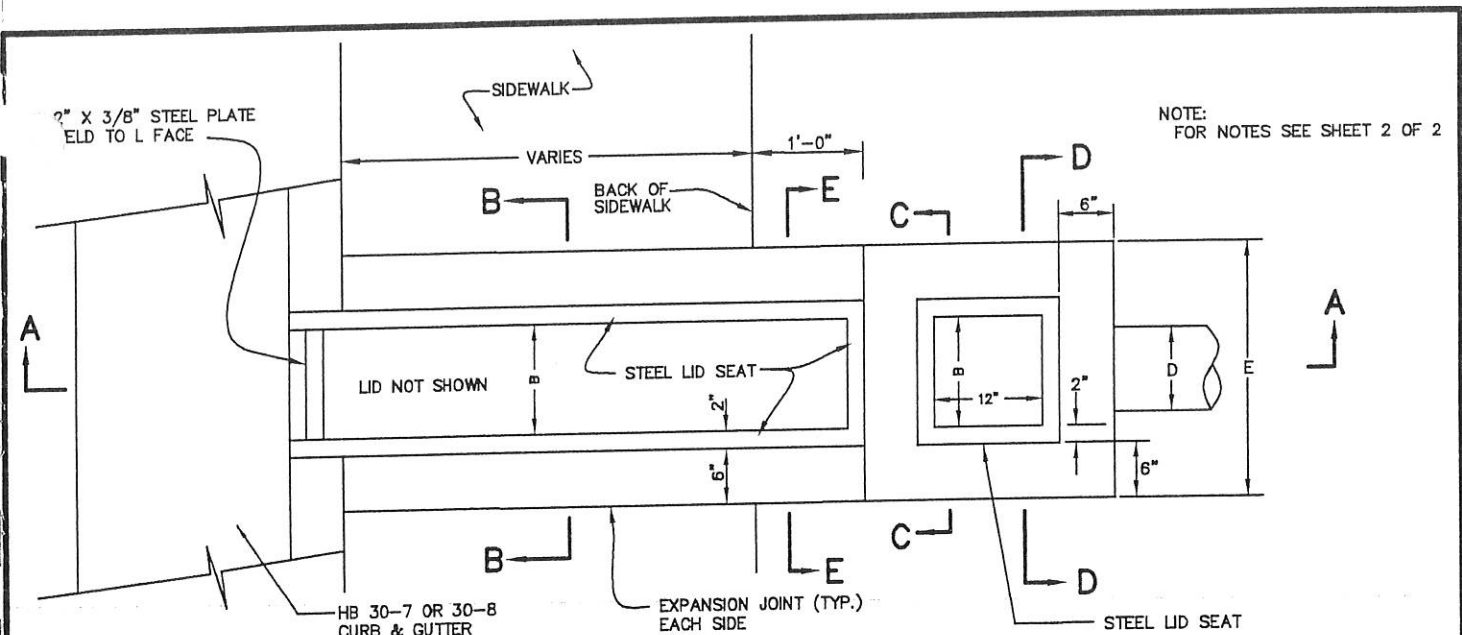 SIDEWALK
2" X 3/8" STEEL PLATE
ELD TO L FACE
NOTE:
FOR NOTES SEE SHEET 2 OF 2
VARIES
1'-0"
D
B
BACK OF
SIDEWALK
E
C
6"
A
A
LID NOT SHOWN
B
STEEL LID SEAT
B
12"
2"
D
E
2"
6"
6"
B
E
C
D
HB 30-7 OR 30-8
CURB & GUTTER
EXPANSION JOINT (TYP.)
EACH SIDE
STEEL LID SEAT